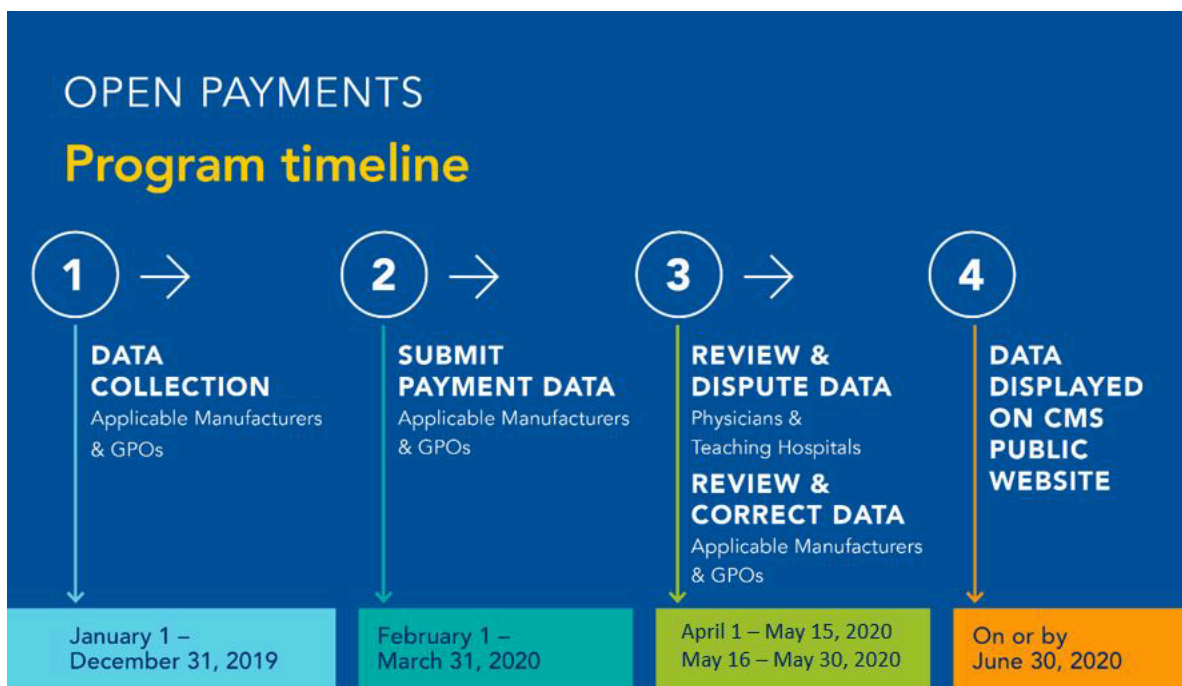 OPEN PAYMENTS
Program timeline
1
DATA
COLLECTION
Applicable Manufacturers
& GPOs
January 1 –
December 31, 2019
2
SUBMIT
PAYMENT DATA
Applicable Manufacturers
& GPOs
February 1 –
March 31, 2020
3
REVIEW &
DISPUTE DATA
Physicians &
Teaching Hospitals
REVIEW &
CORRECT DATA
Applicable Manufacturers
& GPOs
April 1 – May 15, 2020
May 16 – May 30, 2020
4
DATA
DISPLAYED
ON CMS
PUBLIC
WEBSITE
On or by
June 30, 2020